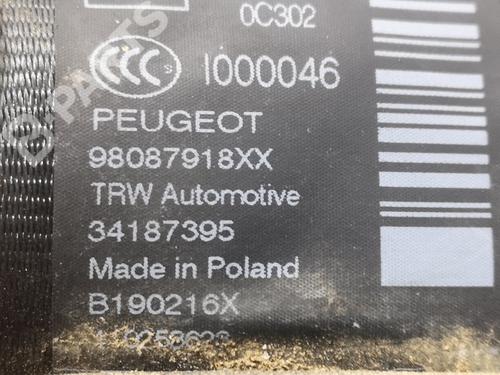 0C302
CCC S I000046
PEUGEOT
98087918XX
TRW Automotive
34187395
Made in Poland
B190216X